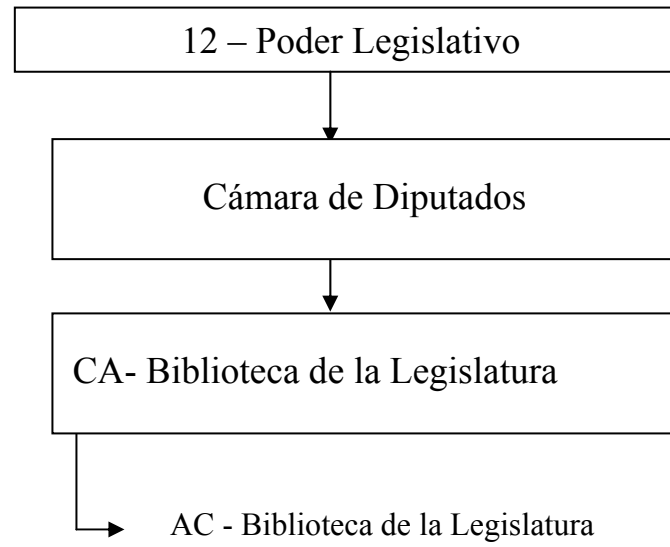 12 – Poder Legislativo
Cámara de Diputados
CA- Biblioteca de la Legislatura
AC - Biblioteca de la Legislatura